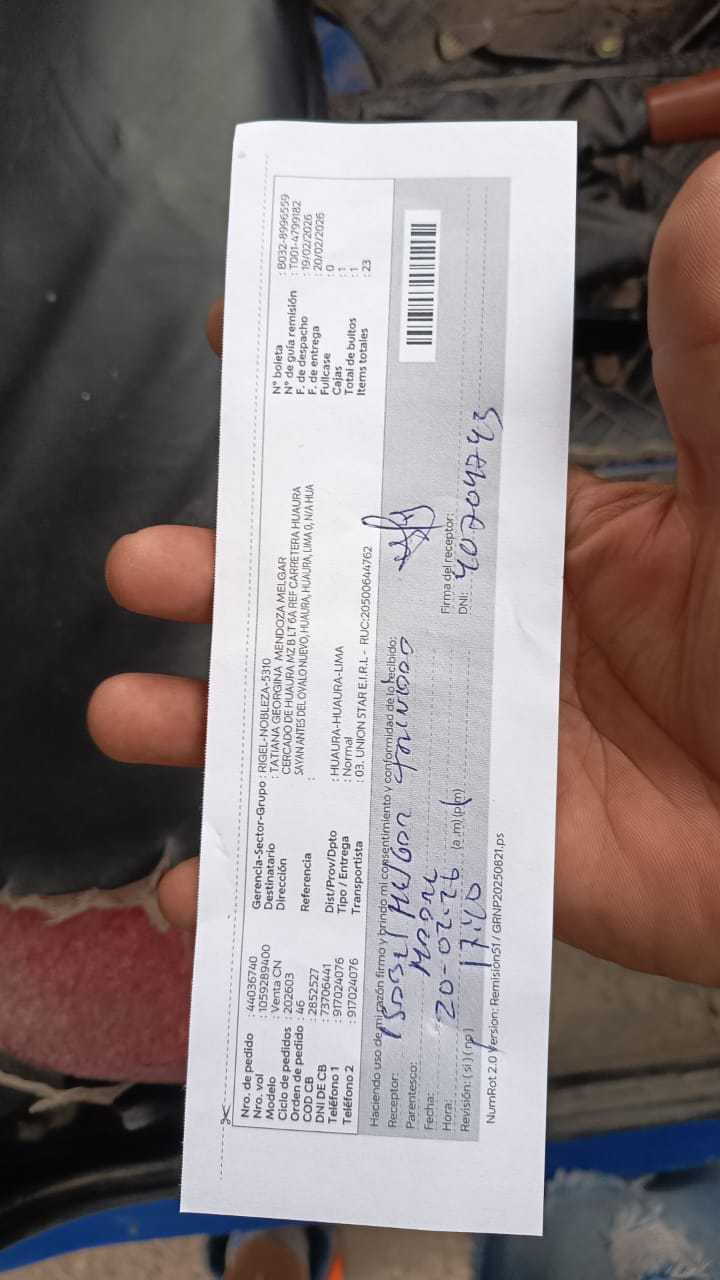 Nro. de pedido : 44036740
Nro. vol : 1059289400
Modelo : Venta CN
Ciclo de pedidos : 202603
Orden de pedido : 46
COD CB : 2852527
DNI DE CB : 73706441
Teléfono 1 : 917024076
Teléfono 2 : 917024076
Gerencia-Sector-Grupo : RIGEL-NOBLEZA-5310
Destinatario : TATIANA GEORGINA MENDOZA MELGAR
Dirección CERCADO DE HUAURA MZ B LT 6A REF CARRETERA HUAURA
SAYAN ANTES DEL OVALO NUEVO, HUAURA, HUAURA, LIMA 0, N/A HUA
Referencia :
Dist/Prov/Dpto : HUAURA-HUAURA-LIMA
Tipo / Entrega : Normal
Transportista : 03. UNION STAR E.I.R.L - RUC:20500644762
N° boleta : B032-8996559
N° de guía remisión : T001-4799182
F. de despacho : 19/02/2026
F. de entrega : 20/02/2026
Fullcase : 0
Cajas : 1
Total de bultos : 1
Items totales : 23
Haciendo uso de mi razón firmo y brindo mi consentimiento y conformidad de lo recibido:
Receptor:
Parentesco: MADRE
Fecha: 20-02-26
Hora: 17:40 (a .m) (p.m)
Revisión: ( si ) ( no )
Firma del receptor:
DNI:
NumRot 2.0 Version: Remision51 / GRNP20250821.ps